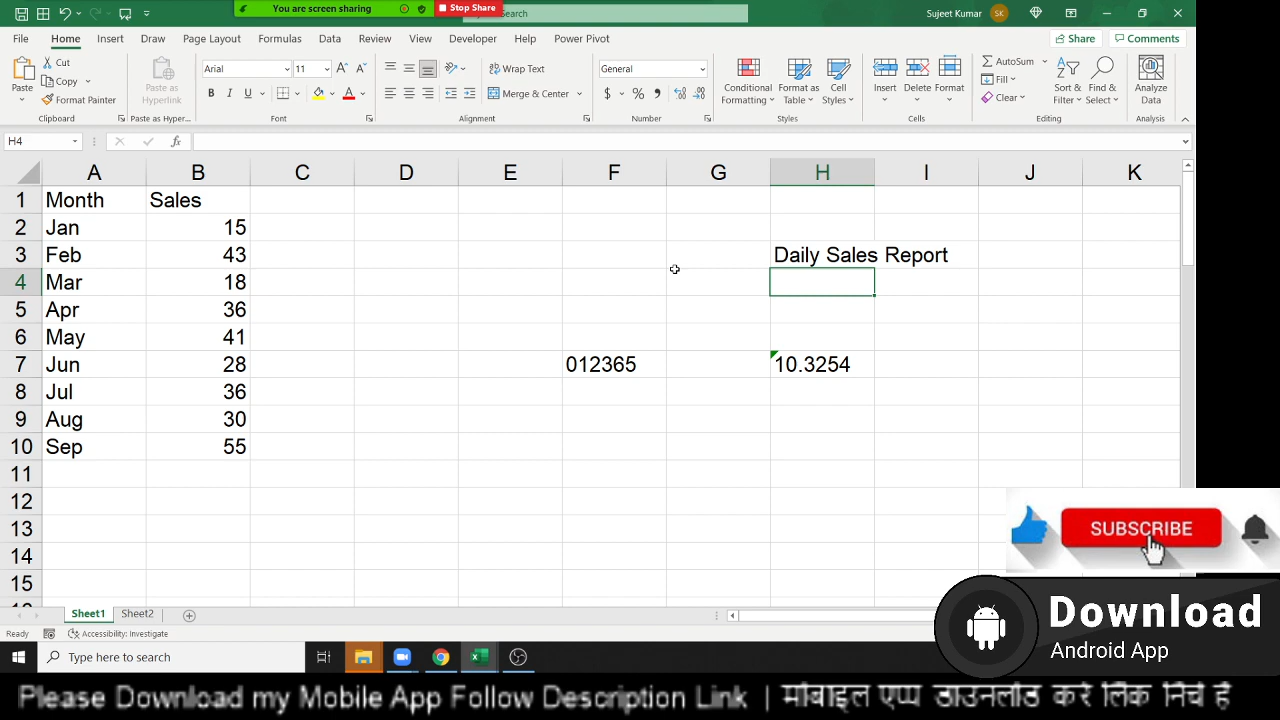 You are screen sharing
Stop Share
Search
Sujeet Kumar
SK
File
Home
Insert
Draw
Page Layout
Formulas
Data
Review
View
Developer
Help
Power Pivot
Share
Comments
Paste
Cut
Copy
Format Painter
Clipboard
Paste as Hyperlink
Paste as Hyper...
Arial
11
B I U
Font
Wrap Text
Merge & Center
Alignment
General
$ % ,
Number
Conditional Formatting
Format as Table
Cell Styles
Styles
Insert
Delete
Format
Cells
AutoSum
Fill
Clear
Sort & Filter
Find & Select
Editing
Analyze Data
Analysis
H4
fx
A B C D E F G H I J K
1 Month Sales
2 Jan 15
3 Feb 43 Daily Sales Report
4 Mar 18
5 Apr 36
6 May 41
7 Jun 28 012365 10.3254
8 Jul 36
9 Aug 30
10 Sep 55
11
12
13
14
15
SUBSCRIBE
Sheet1
Sheet2
Ready
Accessibility: Investigate
Download
Android App
Type here to search
Please Download my Mobile App Follow Description Link | मोबाइल एप्प डाउनलोड करे लिंक निचे है